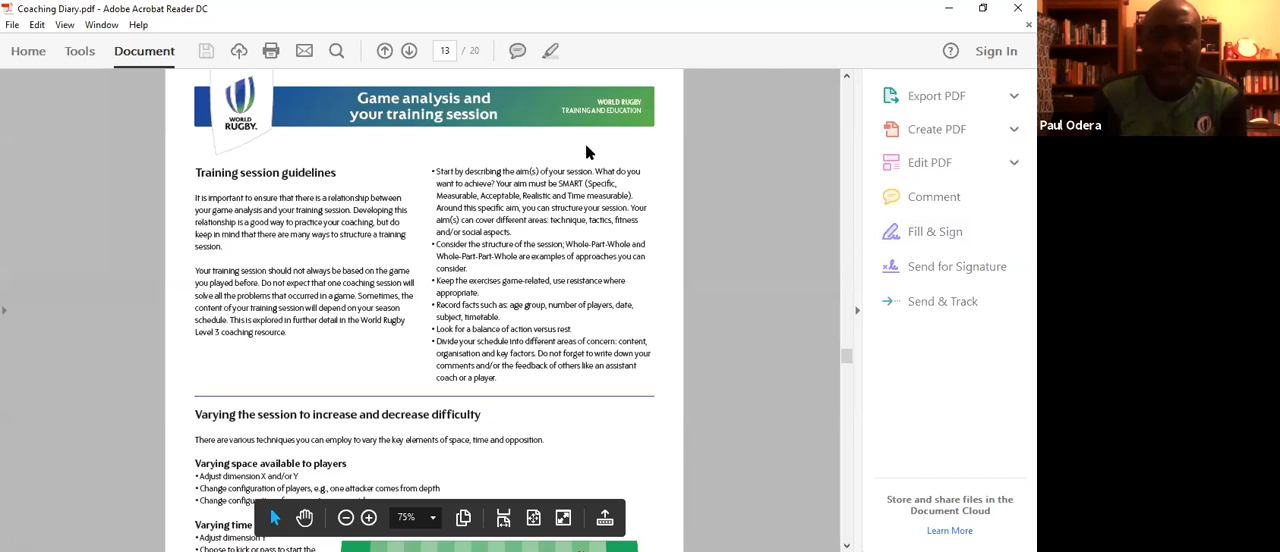 Coaching Diary.pdf - Adobe Acrobat Reader DC
File Edit View Window Help
Home Tools Document 13 / 20 Sign In
WORLD RUGBY.
Game analysis and
your training session
WORLD RUGBY
TRAINING AND EDUCATION
Training session guidelines
It is important to ensure that there is a relationship between
your game analysis and your training session. Developing this
relationship is a good way to practice your coaching, but do
keep in mind that there are many ways to structure a training
session.
Your training session should not always be based on the game
you played before. Do not expect that one coaching session will
solve all the problems that occurred in a game. Sometimes, the
content of your training session will depend on your season
schedule. This is explored in further detail in the World Rugby
Level 3 coaching resource.
• Start by describing the aim(s) of your session. What do you
want to achieve? Your aim must be SMART (Specific,
Measurable, Acceptable, Realistic and Time measurable).
Around this specific aim, you can structure your session. Your
aim(s) can cover different areas: technique, tactics, fitness
and/or social aspects.
• Consider the structure of the session; Whole-Part-Whole and
Whole-Part-Part-Whole are examples of approaches you can
consider.
• Keep the exercises game-related, use resistance where
appropriate.
• Record facts such as: age group, number of players, date,
subject, timetable.
• Look for a balance of action versus rest.
• Divide your schedule into different areas of concern: content,
organisation and key factors. Do not forget to write down your
comments and/or the feedback of others like an assistant
coach or a player.
Varying the session to increase and decrease difficulty
There are various techniques you can employ to vary the key elements of space, time and opposition.
Varying space available to players
• Adjust dimension X and/or Y
• Change configuration of players, e.g., one attacker comes from depth
Varying time
• Adjust dimension Y
• Choose to kick or pass to start the
75%
Export PDF
Create PDF
Edit PDF
Comment
Fill & Sign
Send for Signature
Send & Track
Store and share files in the
Document Cloud
Learn More
Paul Odera